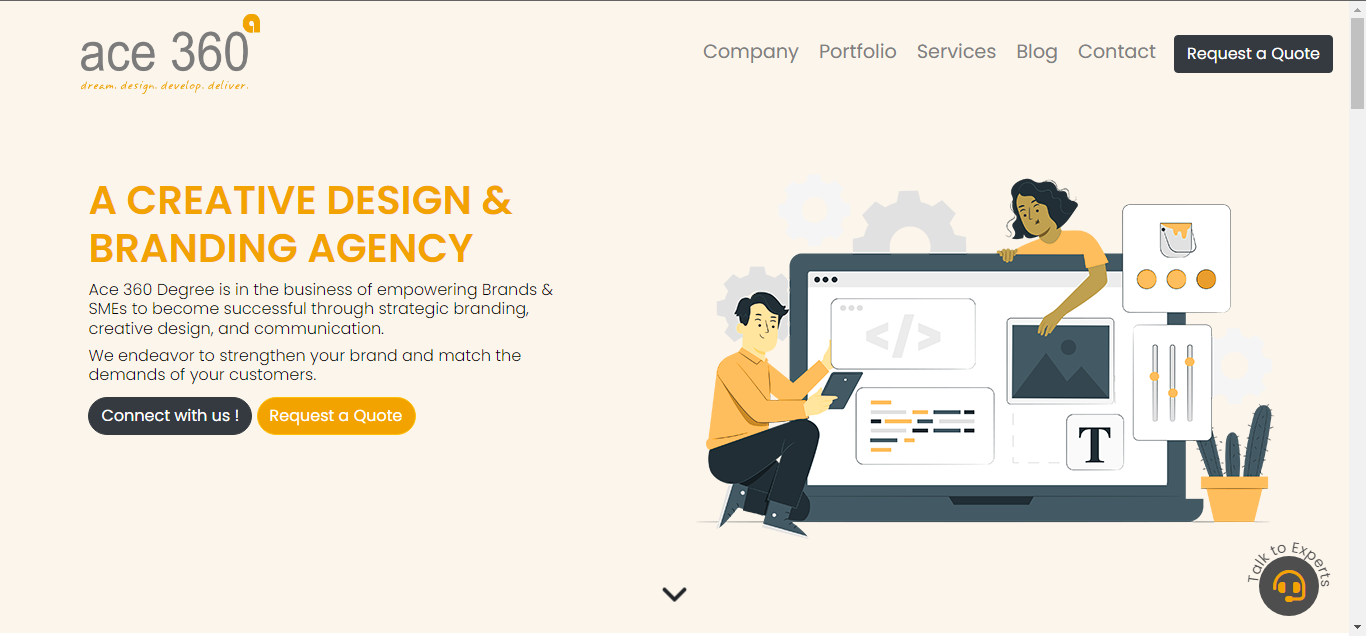 ace 360
a
dream. design. develop. deliver.
Company Portfolio Services Blog Contact Request a Quote
A CREATIVE DESIGN &
BRANDING AGENCY
Ace 360 Degree is in the business of empowering Brands &
SMEs to become successful through strategic branding,
creative design, and communication.
We endeavor to strengthen your brand and match the
demands of your customers.
Connect with us ! Request a Quote
</>
T
Talk to Experts